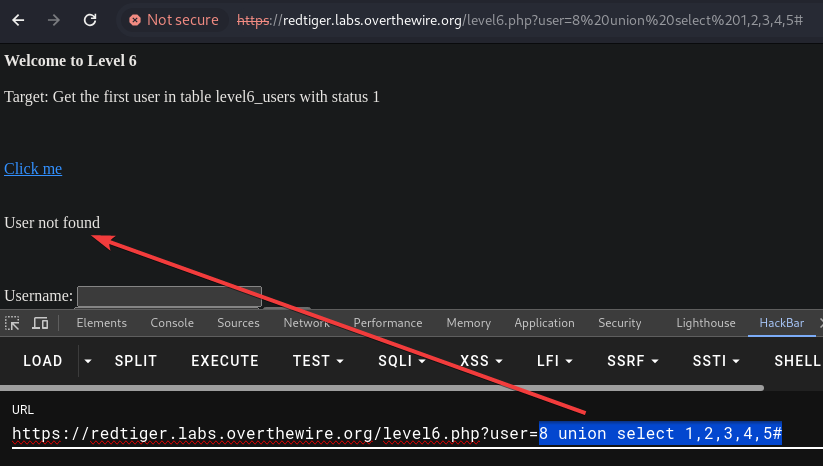 Not secure https://redtiger.labs.overthewire.org/level6.php?user=8%20union%20select%201,2,3,4,5#
Welcome to Level 6
Target: Get the first user in table level6_users with status 1
Click me
User not found
Username:
Elements Console Sources Network Performance Memory Application Security Lighthouse HackBar
LOAD SPLIT EXECUTE TEST SQLI XSS LFI SSRF SSTI SHELL
URL
https://redtiger.labs.overthewire.org/level6.php?user=8 union select 1,2,3,4,5#